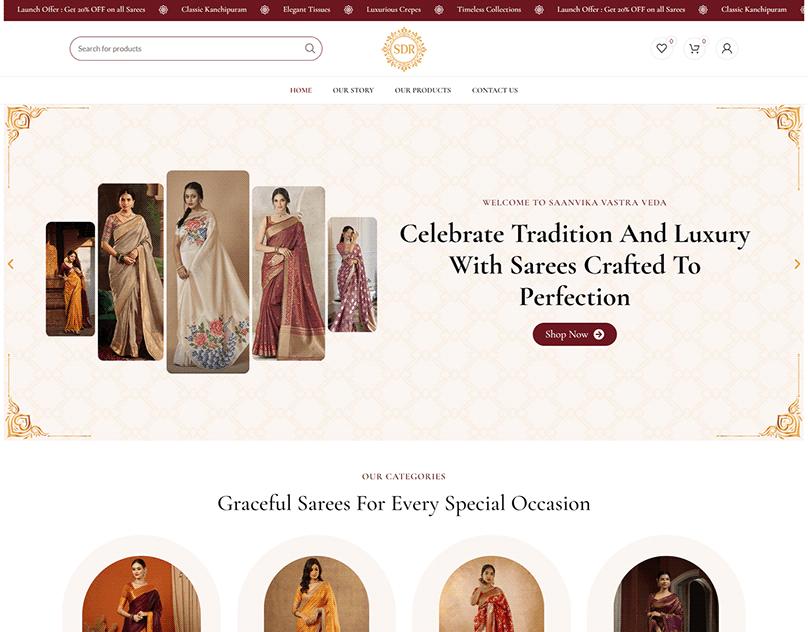 Launch Offer : Get 20% OFF on all Sarees Classic Kanchipuram Elegant Tissues Luxurious Crepes Timeless Collections Launch Offer : Get 20% OFF on all Sarees Classic Kanchipuram
Search for products
SDR
0 0
HOME OUR STORY OUR PRODUCTS CONTACT US
WELCOME TO SAANVIKA VASTRA VEDA
Celebrate Tradition And Luxury
With Sarees Crafted To
Perfection
Shop Now
OUR CATEGORIES
Graceful Sarees For Every Special Occasion